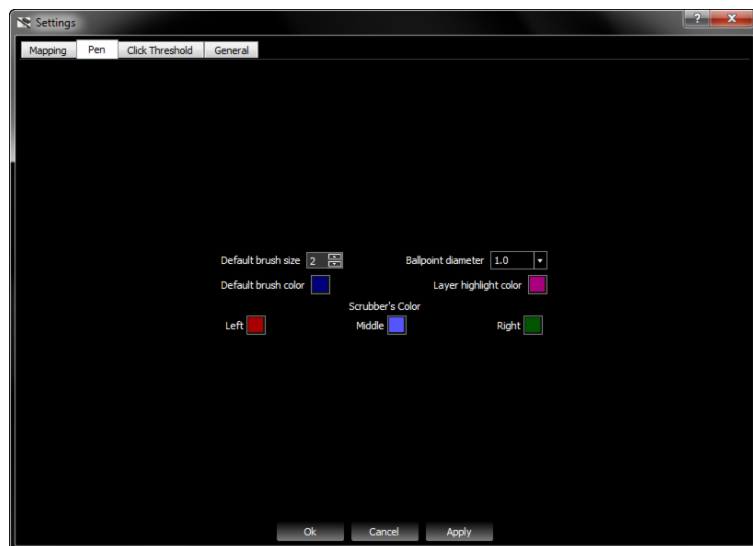 Settings
?
X
Mapping Pen Click Threshold General
Default brush size 2 Ballpoint diameter 1.0
Default brush color Layer highlight color
Scrubber's Color
Left Middle Right
Ok Cancel Apply